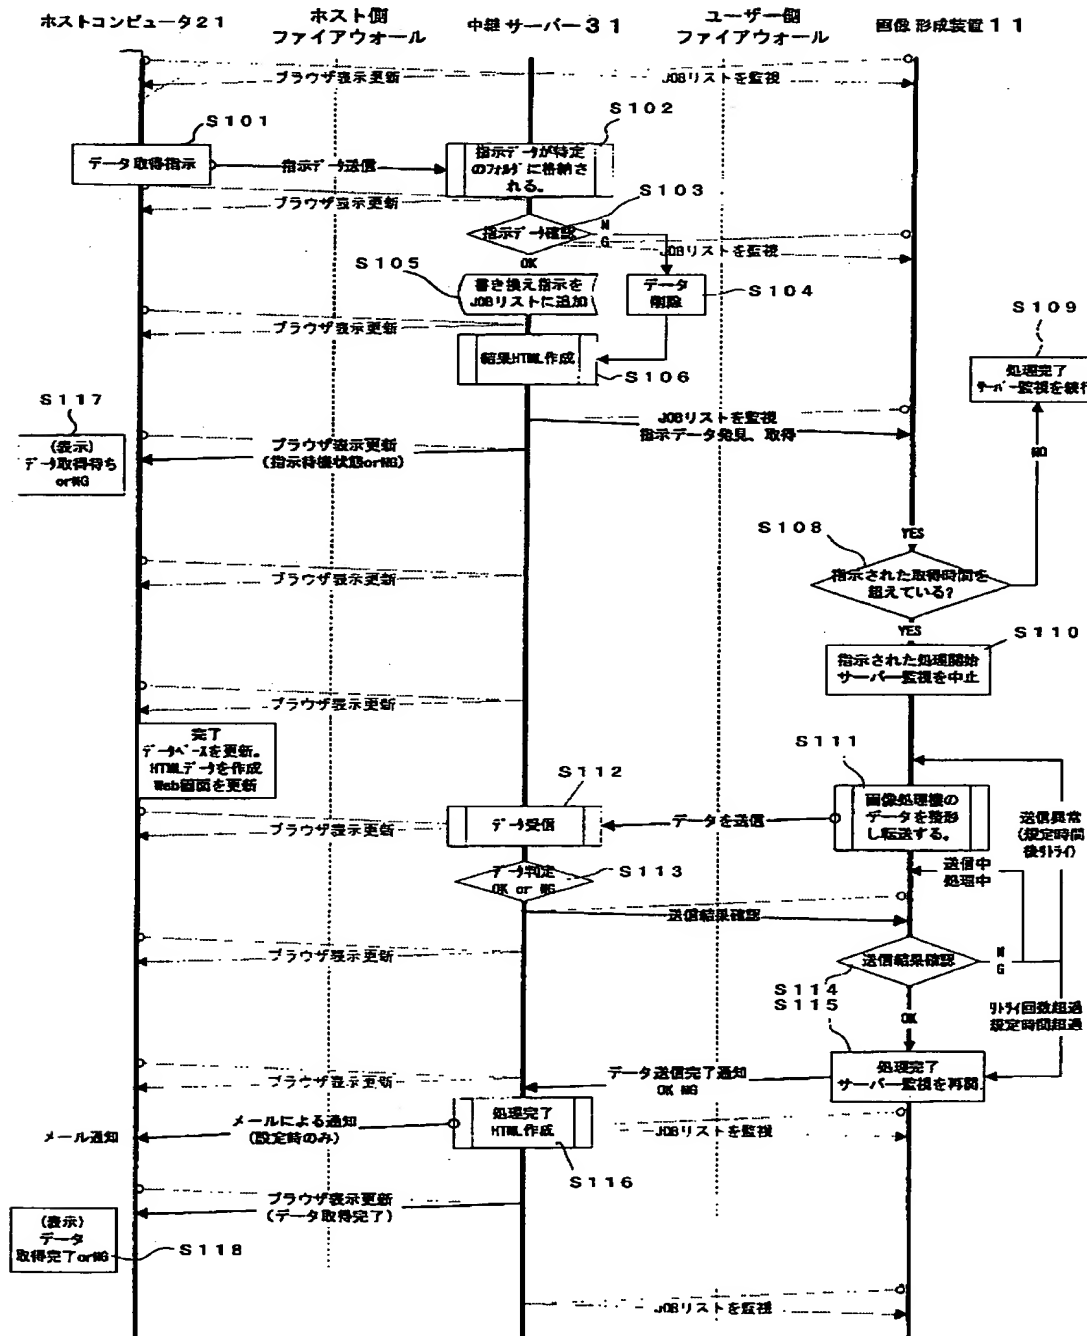 ホストコンピュータ21
ホスト側
ファイアウォール
中継サーバー31
ユーザー側
ファイアウォール
画像形成装置11
ブラウザ表示更新
JOBリストを監視
S101
データ取得指示
指示データ送信
S102
指示データが特定
のフォルダに格納さ
れる。
ブラウザ表示更新
S103
指示データ確認
NG
JOBリストを監視
OK
S105
書き換え指示を
JOBリストに追加
データ
削除
S104
ブラウザ表示更新
結果HTML作成
S106
S109
処理完了
サーバー監視を続行
NO
S117
(表示)
データ取得待ち
orNG
ブラウザ表示更新
(指示待機状態orNG)
JOBリストを監視
指示データ発見、取得
YES
S108
指示された取得時間を
超えている?
ブラウザ表示更新
YES
S110
指示された処理開始
サーバー監視を中止
ブラウザ表示更新
完了
データベースを更新。
HTMLデータを作成
Web画面を更新
S111
画像処理機の
データを整形
し転送する。
S112
データ受信
データを送信
ブラウザ表示更新
送信異常
(規定時間
後リトライ)
送信中
処理中
S113
データ判定
OK or NG
送信結果確認
ブラウザ表示更新
送信結果確認
NG
S114
S115
OK
リトライ回数超過
規定時間超過
処理完了
サーバー監視を再開
ブラウザ表示更新
データ送信完了通知
OK NG
メール通知
メールによる通知
(設定時のみ)
処理完了
HTML作成
JOBリストを監視
S116
ブラウザ表示更新
(データ取得完了)
(表示)
データ
取得完了orNG
S118
JOBリストを監視